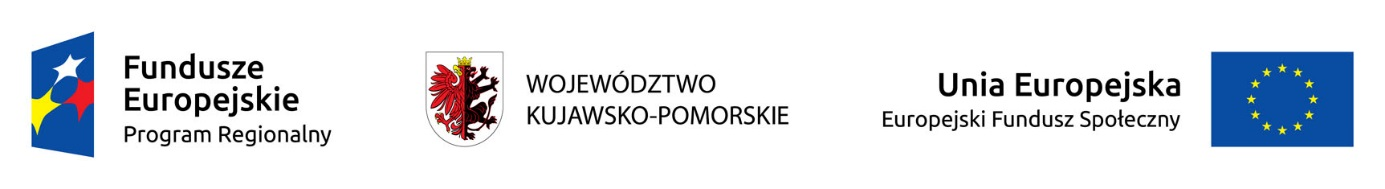 Fundusze
Europejskie
Program Regionalny
WOJEWÓDZTWO
KUJAWSKO-POMORSKIE
Unia Europejska
Europejski Fundusz Społeczny